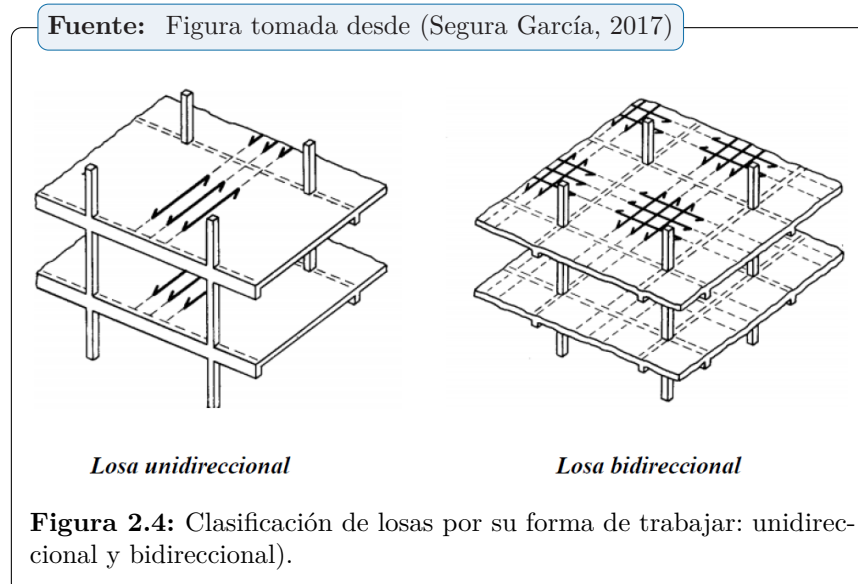 Fuente: Figura tomada desde (Segura García, 2017)
Losa unidireccional
Losa bidireccional
Figura 2.4: Clasificación de losas por su forma de trabajar: unidirec-
cional y bidireccional).